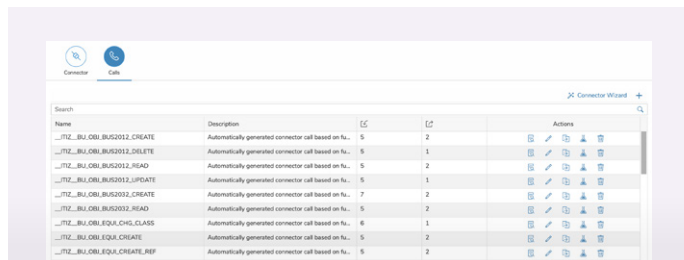 Connector Calls
Connector Wizard
Search
Name Description Actions
__ITIZ__BU_OBJ_BUS2012_CREATE Automatically generated connector call based on fu... 5 2
__ITIZ__BU_OBJ_BUS2012_DELETE Automatically generated connector call based on fu... 5 1
__ITIZ__BU_OBJ_BUS2012_READ Automatically generated connector call based on fu... 5 2
__ITIZ__BU_OBJ_BUS2012_UPDATE Automatically generated connector call based on fu... 5 1
__ITIZ__BU_OBJ_BUS2032_CREATE Automatically generated connector call based on fu... 7 2
__ITIZ__BU_OBJ_BUS2032_READ Automatically generated connector call based on fu... 5 2
__ITIZ__BU_OBJ_EQUI_CHG_CLASS Automatically generated connector call based on fu... 6 1
__ITIZ__BU_OBJ_EQUI_CREATE Automatically generated connector call based on fu... 5 2
__ITIZ__BU_OBJ_EQUI_CREATE_REF Automatically generated connector call based on fu... 5 2